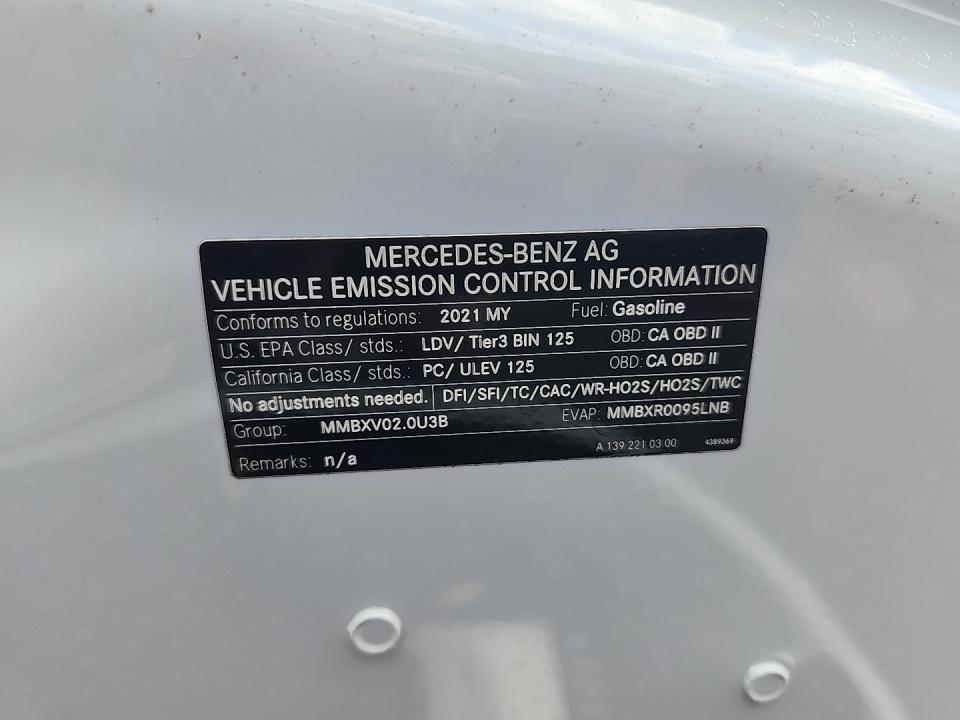 MERCEDES-BENZ AG
VEHICLE EMISSION CONTROL INFORMATION
Conforms to regulations: 2021 MY Fuel: Gasoline
U.S. EPA Class/ stds.: LDV/ Tier3 BIN 125 OBD: CA OBD II
California Class/ stds.: PC/ ULEV 125 OBD: CA OBD II
No adjustments needed. DFI/SFI/TC/CAC/WR-HO2S/HO2S/TWC
Group: MMBXV02.0U3B EVAP: MMBXR0095LNB
Remarks: n/a A 139 221 03 00 4389369